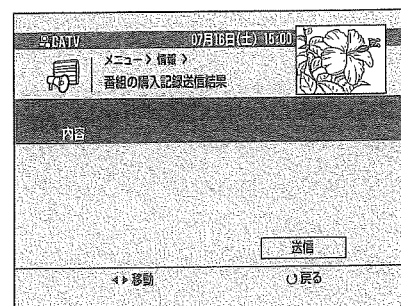 CATV 07月16日(土) 15:00
メニュー > 情報 >
番組の購入記録送信結果
内容
送信
◀▶移動 ↺戻る